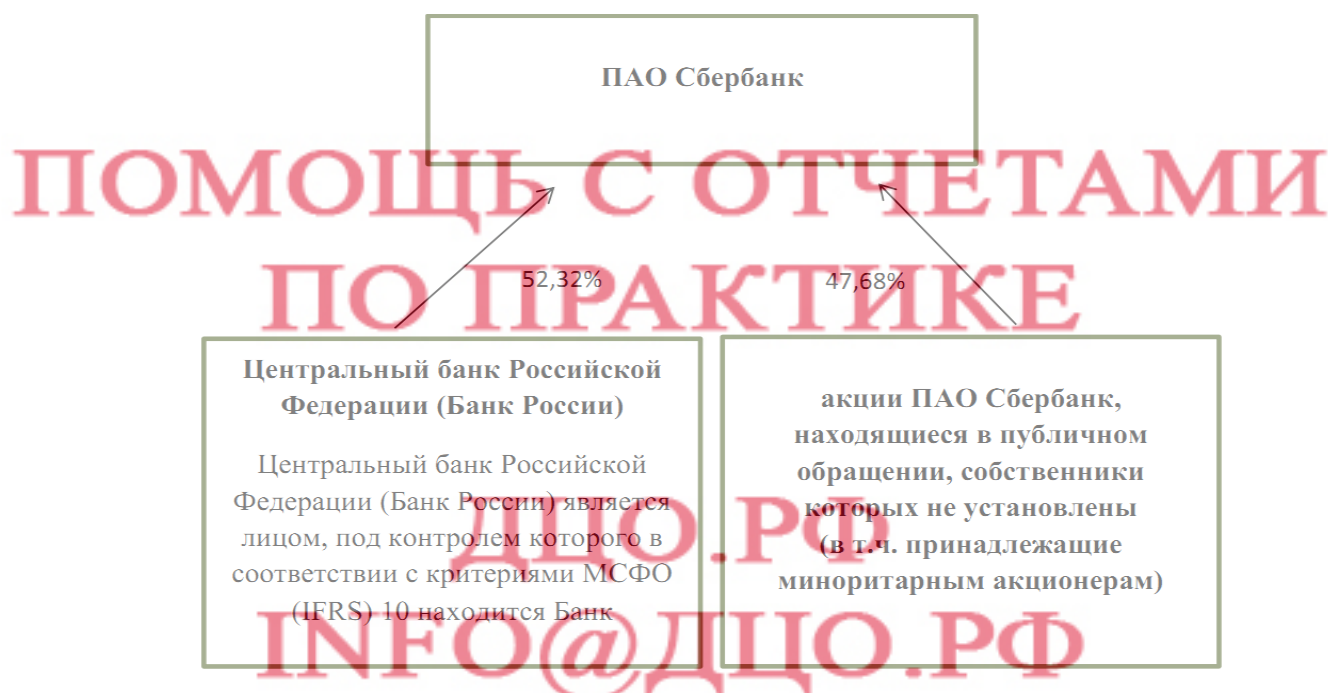 ПАО Сбербанк
ПОМОЩЬ С ОТЧЕТАМИ
ПО ПРАКТИКЕ
52,32%
47,68%
Центральный банк Российской
Федерации (Банк России)
Центральный банк Российской
Федерации (Банк России) является
лицом, под контролем которого в
соответствии с критериями МСФО
(IFRS) 10 находится Банк
акции ПАО Сбербанк,
находящиеся в публичном
обращении, собственники
которых не установлены
(в т.ч. принадлежащие
миноритарным акционерам)
ДЦО.РФ
INFO@ДЦО.РФ